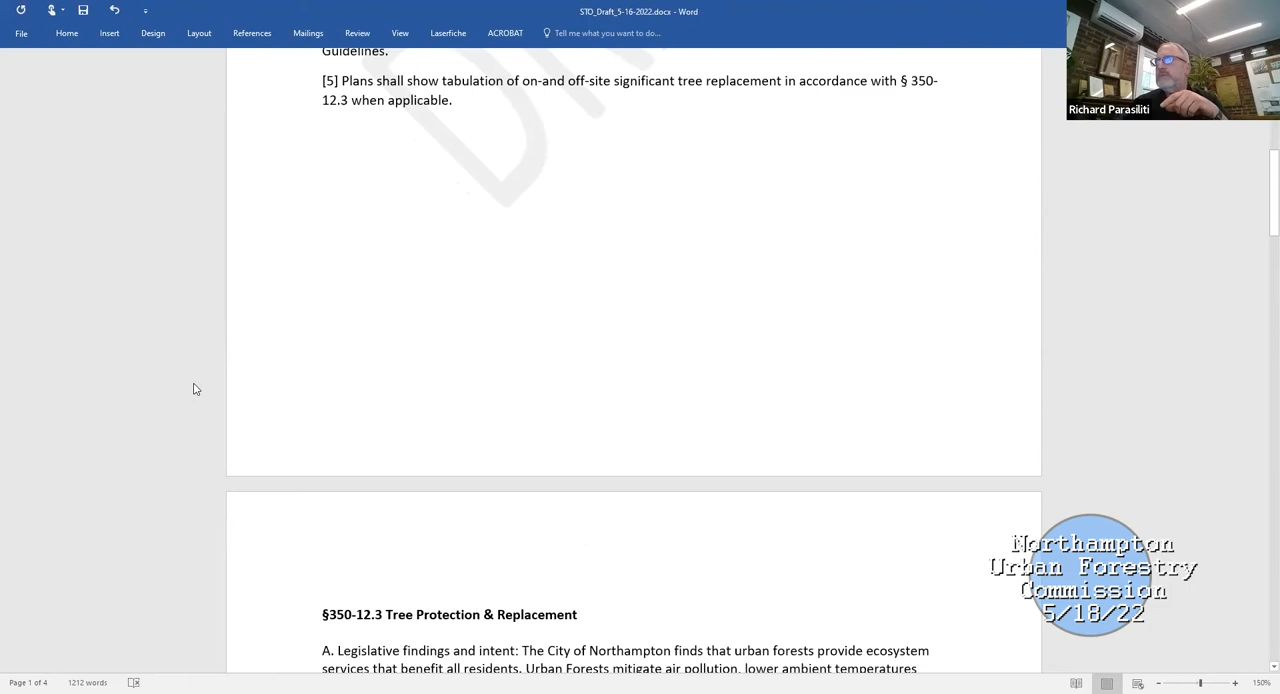 STO_Draft_5-16-2022.docx - Word
File Home Insert Design Layout References Mailings Review View Laserfiche ACROBAT Tell me what you want to do...
Richard Parasiliti
Guidelines.
[5] Plans shall show tabulation of on-and off-site significant tree replacement in accordance with § 350-
12.3 when applicable.
Northampton
Urban Forestry
Commission
5/18/22
§350-12.3 Tree Protection & Replacement
A. Legislative findings and intent: The City of Northampton finds that urban forests provide ecosystem
services that benefit all residents. Urban Forests mitigate air pollution, lower ambient temperatures
Page 1 of 4 1212 words 150%